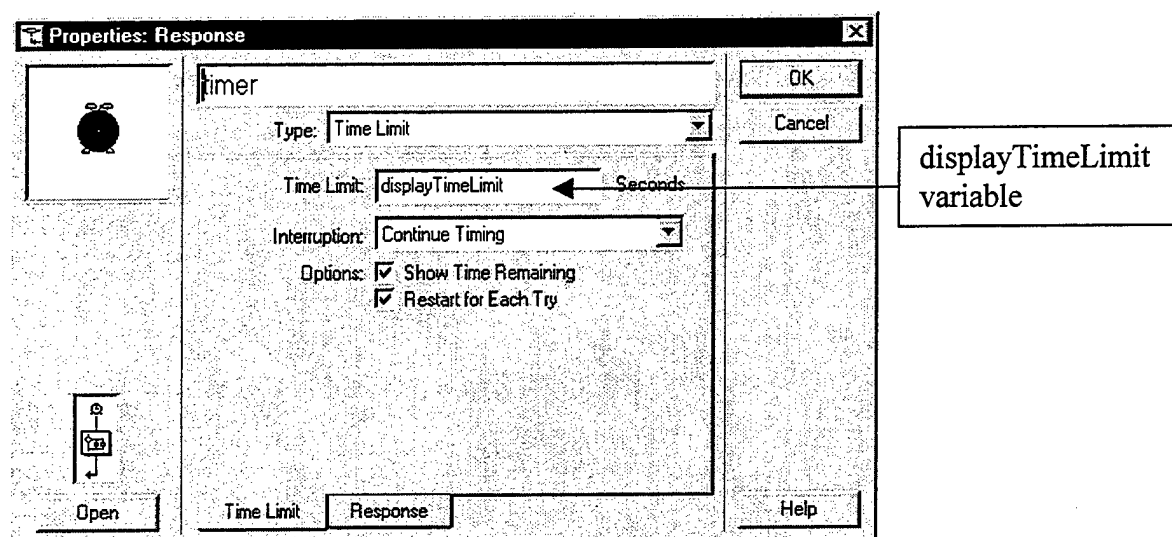 Properties: Response
timer
OK
Type: Time Limit
Cancel
displayTimeLimit
variable
Time Limit: displayTimeLimit Seconds
Interruption: Continue Timing
Options: Show Time Remaining
Restart for Each Try
Open
Time Limit
Response
Help